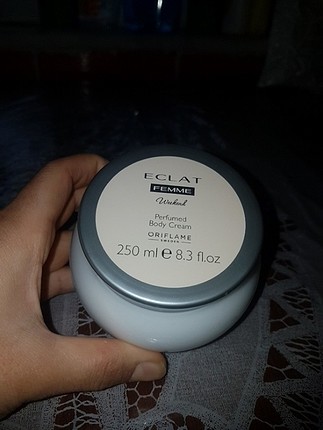 ECLAT
FEMME
Weekend
Perfumed
Body Cream
ORIFLAME
SWEDEN
250 ml e 8.3 fl.oz